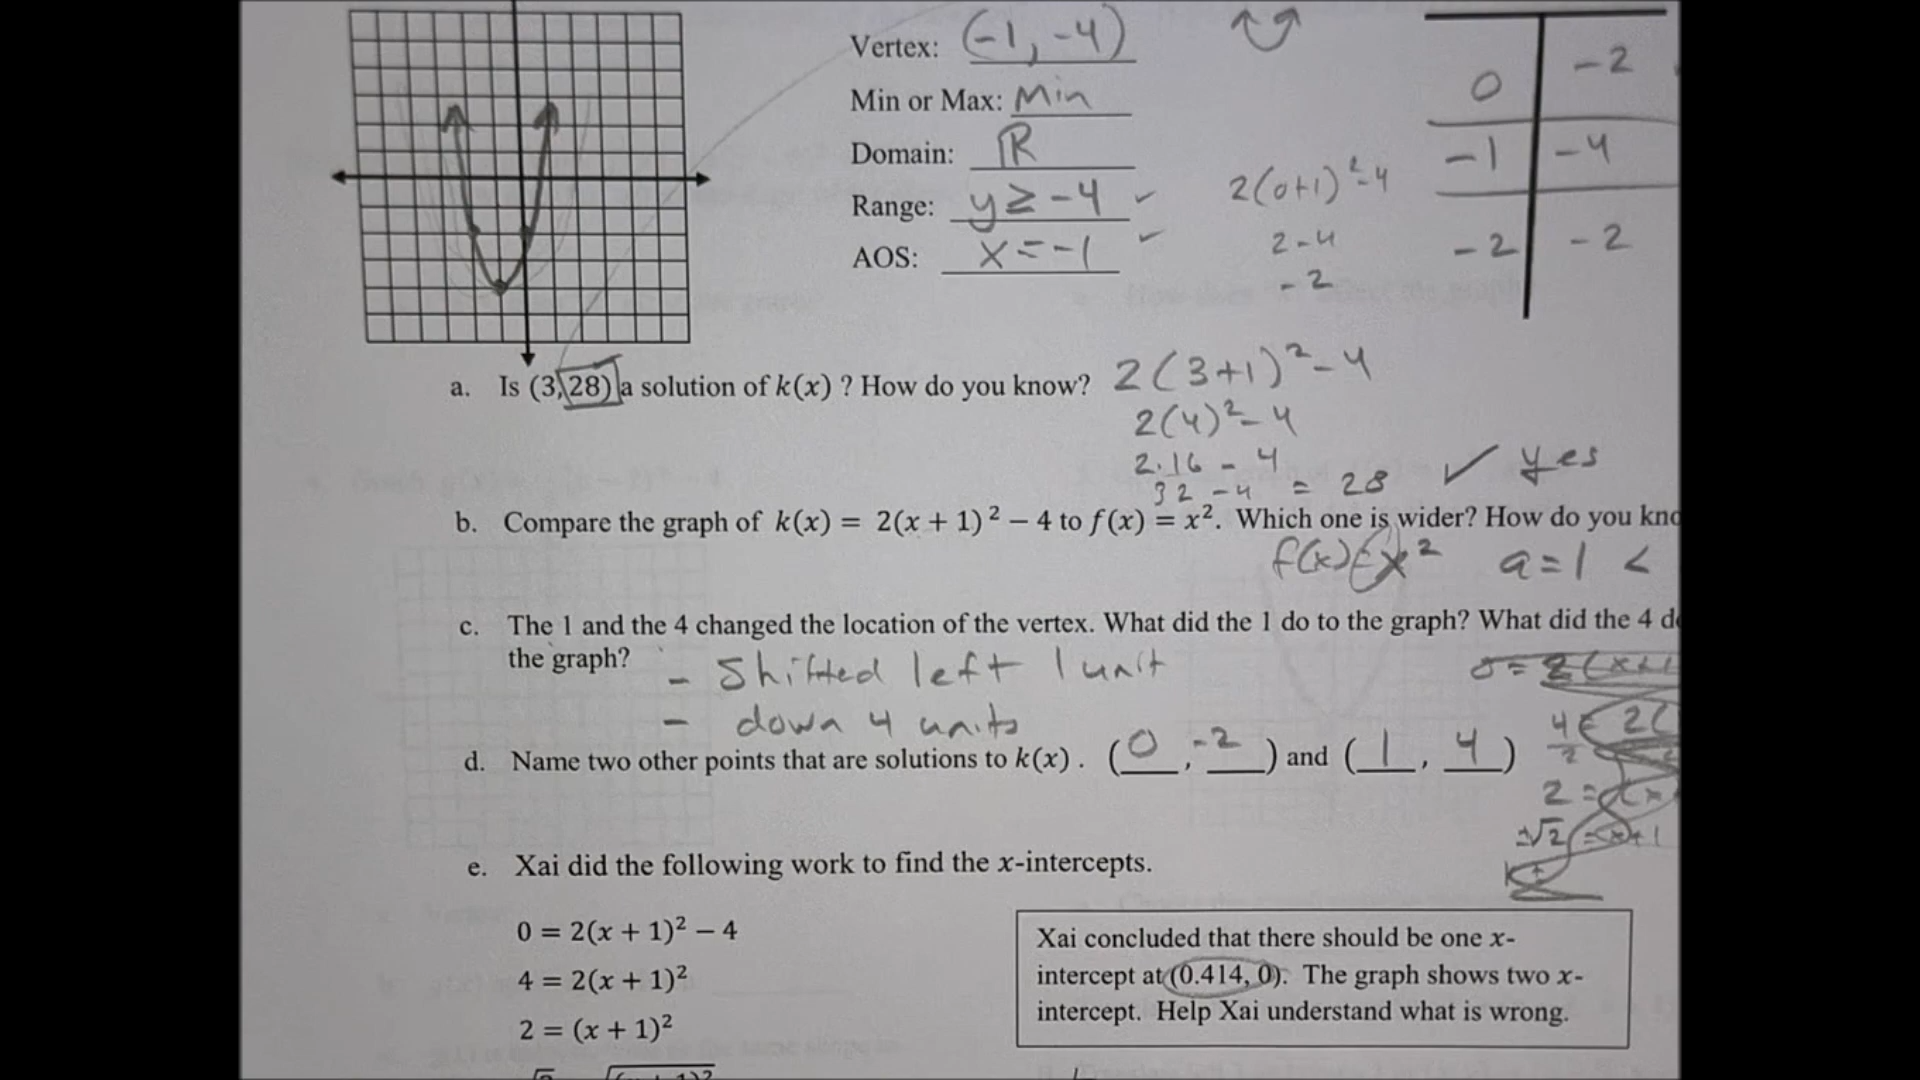 Vertex: (-1, -4)
Min or Max: Min
Domain: ℝ
Range: y ≥ -4 ✓
AOS: x = -1 ✓
2(0+1)²-4
2-4
-2
0 -2
-1 -4
-2 -2
a. Is (3,28) a solution of k(x) ? How do you know? 2(3+1)²-4
2(4)²-4
2·16 - 4
32 -4 = 28 ✓ yes
b. Compare the graph of k(x) = 2(x + 1)² − 4 to f(x) = x². Which one is wider? How do you
f(x)=x² a=1 <
c. The 1 and the 4 changed the location of the vertex. What did the 1 do to the graph? What did the 4
the graph?
- Shifted left 1 unit
- down 4 units
d. Name two other points that are solutions to k(x). (0, -2) and (1, 4)
±√2 = x+1
e. Xai did the following work to find the x-intercepts.
0 = 2(x + 1)² − 4
4 = 2(x + 1)²
2 = (x + 1)²
Xai concluded that there should be one x-
intercept at (0.414, 0). The graph shows two x-
intercept. Help Xai understand what is wrong.